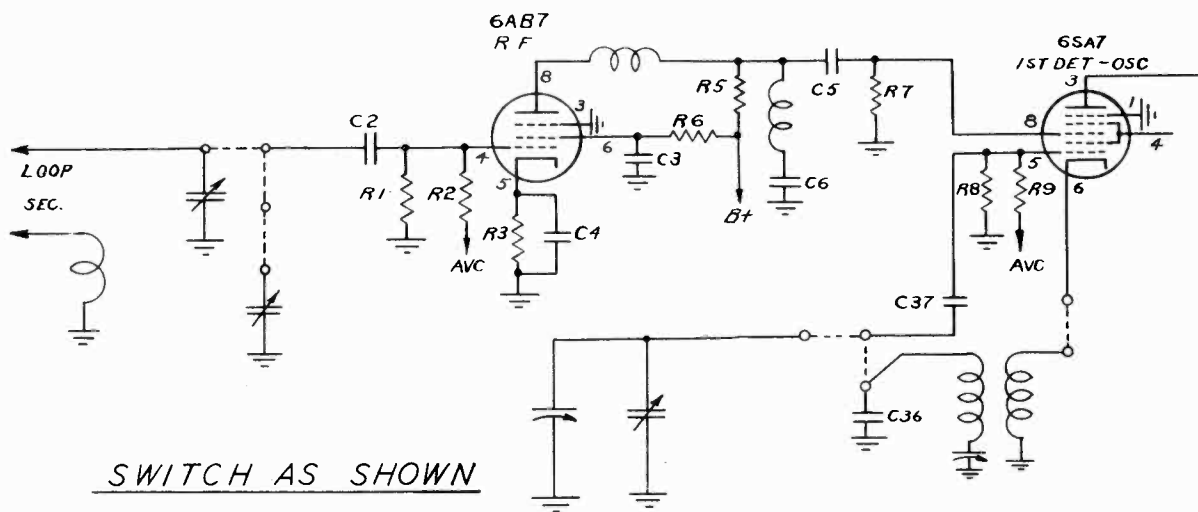 6AB7
RF
6SA7
1ST DET-OSC
8
3
6
4
5
C2
R1
R2
AVC
R3
C4
C3
R6
R5
B+
C6
C5
R7
3
1
8
5
4
6
R8
R9
AVC
C37
C36
LOOP
SEC.
SWITCH AS SHOWN